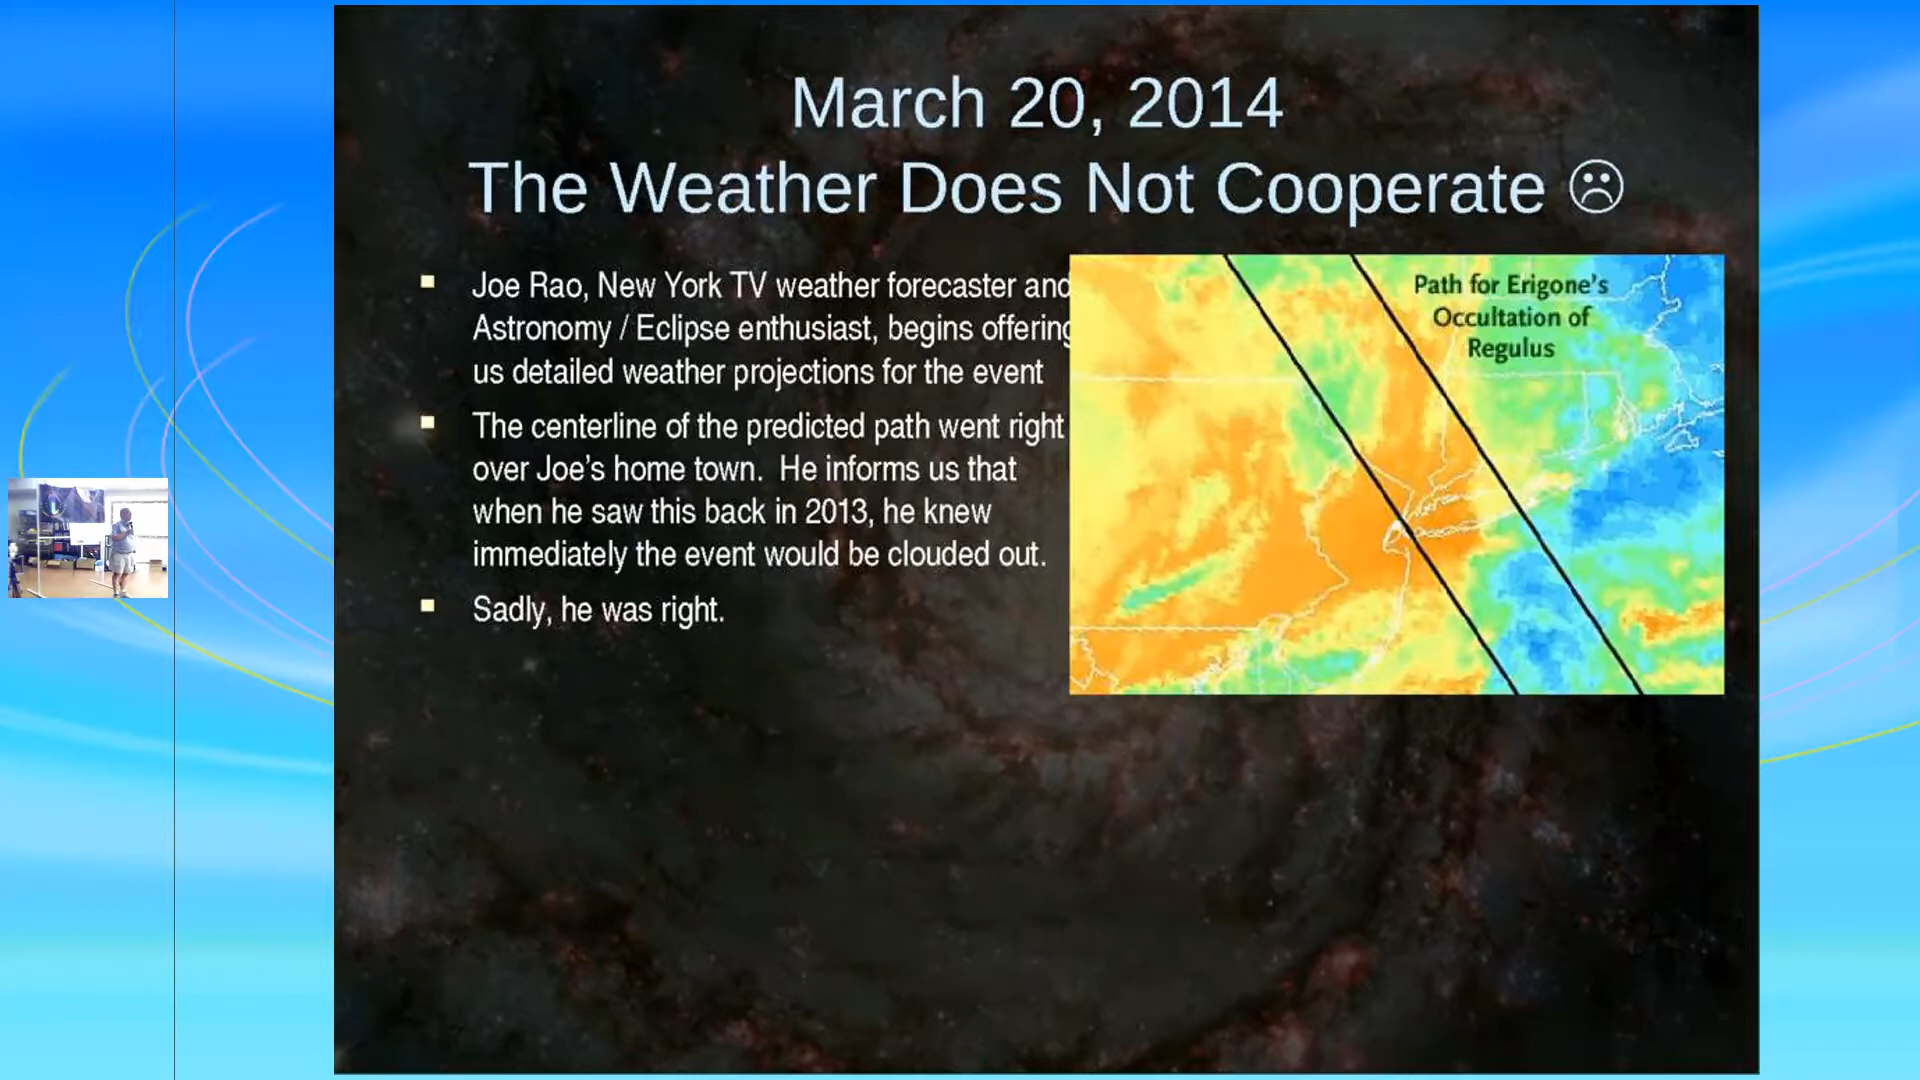 March 20, 2014
The Weather Does Not Cooperate ☹
Joe Rao, New York TV weather forecaster and
Astronomy / Eclipse enthusiast, begins offering
us detailed weather projections for the event
The centerline of the predicted path went right
over Joe's home town.  He informs us that
when he saw this back in 2013, he knew
immediately the event would be clouded out.
Sadly, he was right.
Path for Erigone's
Occultation of
Regulus